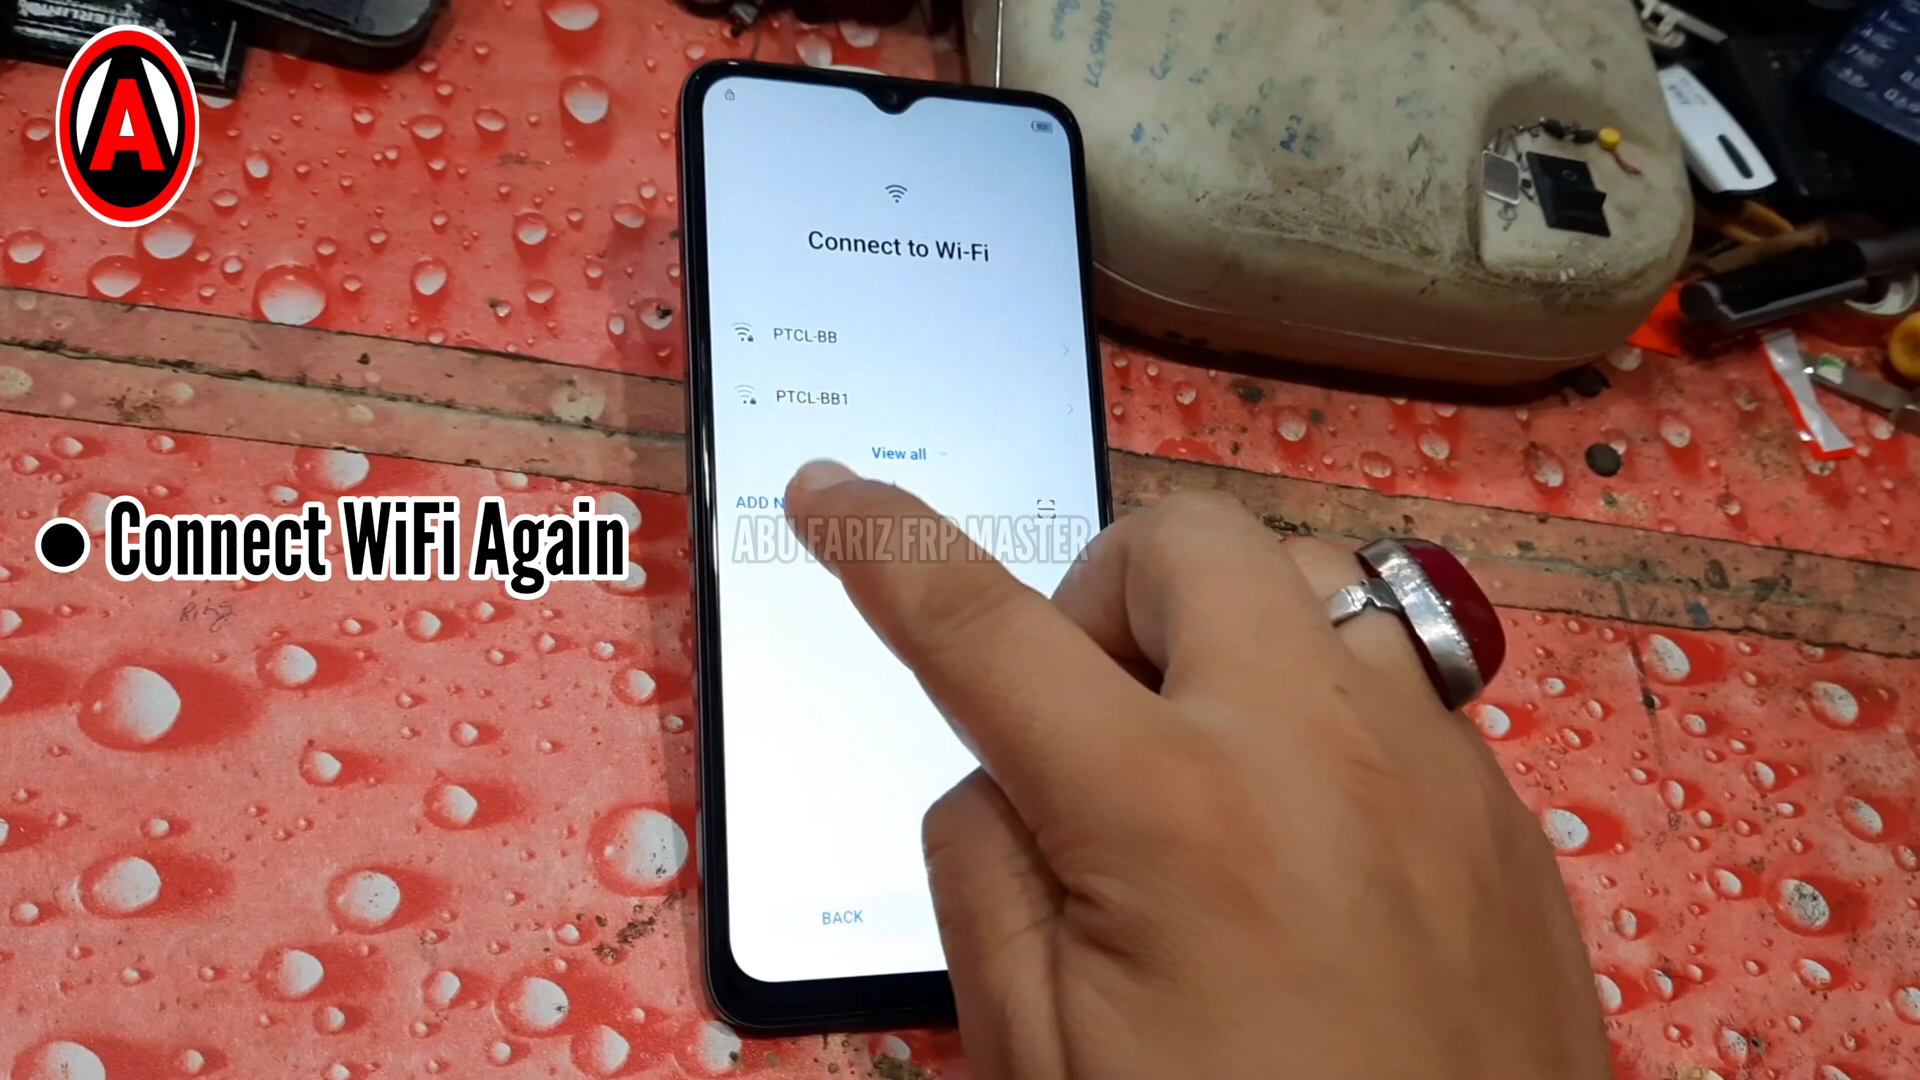 A
Connect to Wi-Fi
PTCL-BB
PTCL-BB1
View all
ADD N
ABU FARIZ FRP MASTER
• Connect WiFi Again
BACK